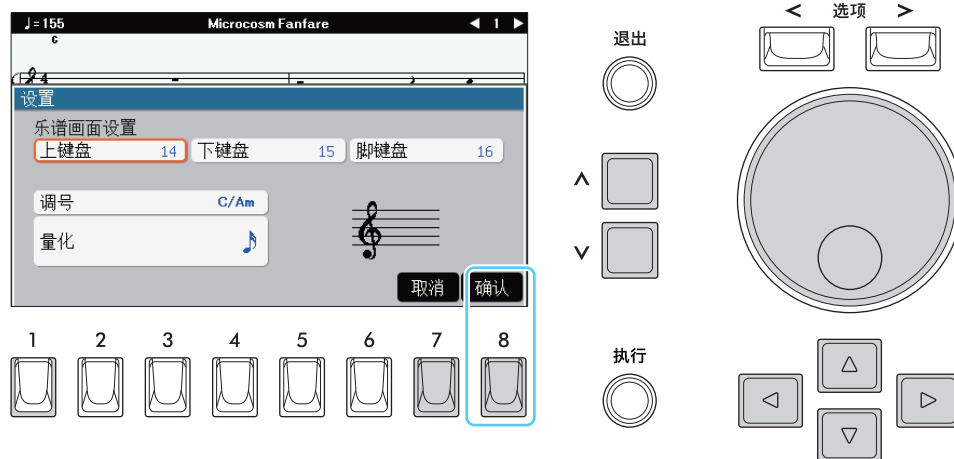 ♩= 155 Microcosm Fanfare ◀ 1 ▶
G
设置
乐谱画面设置
上键盘 14 下键盘 15 脚键盘 16
调号 C/Am
量化
取消 确认
1 2 3 4 5 6 7 8
退出
∧
∨
执行
< 选项 >